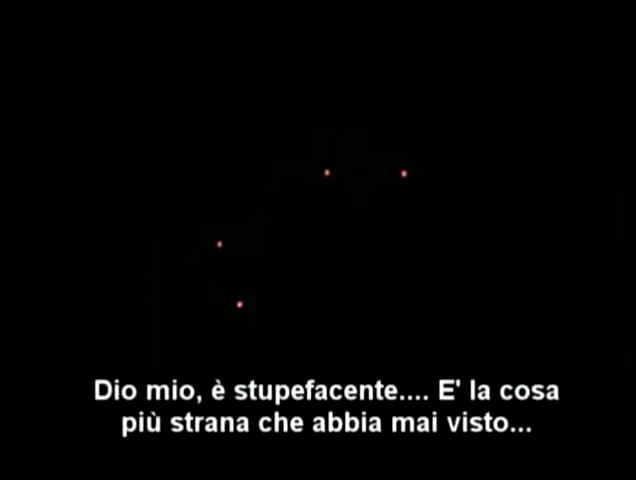 Dio mio, è stupefacente.... E' la cosa
più strana che abbia mai visto...